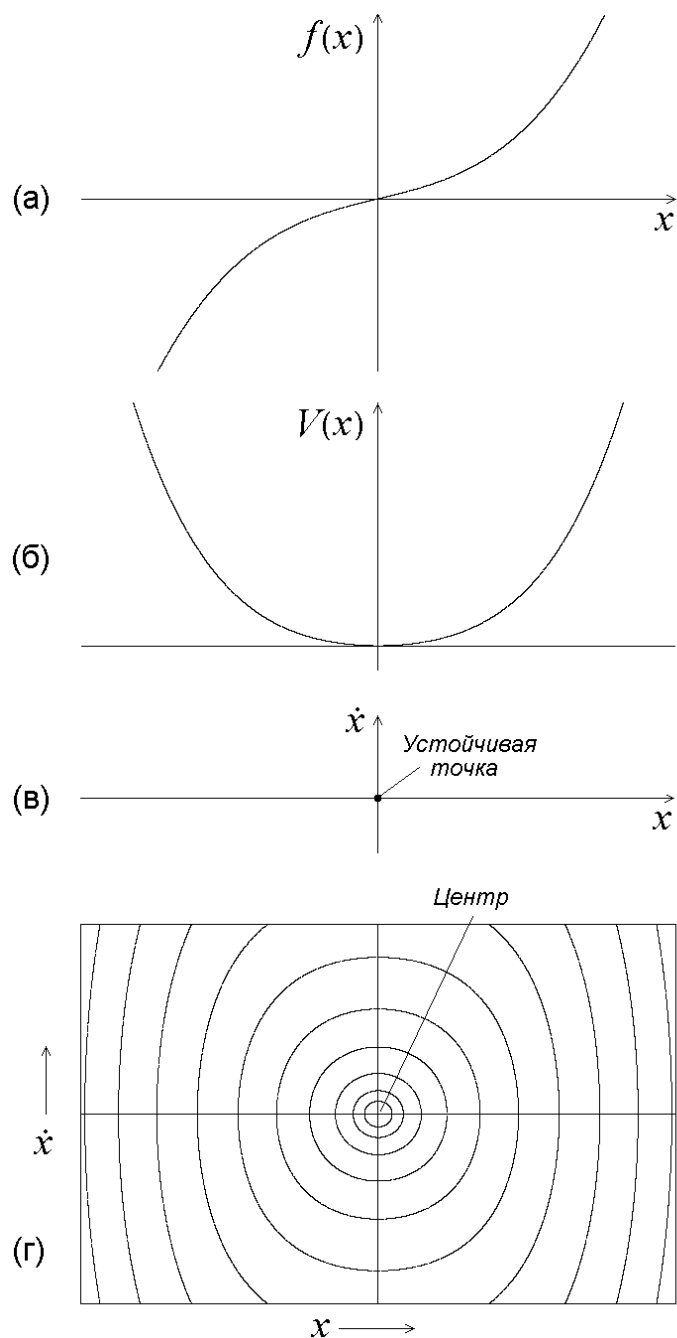 f(x)
(а)
x
V(x)
(б)
ẋ
Устойчивая
точка
(в)
x
Центр
ẋ
(г)
x